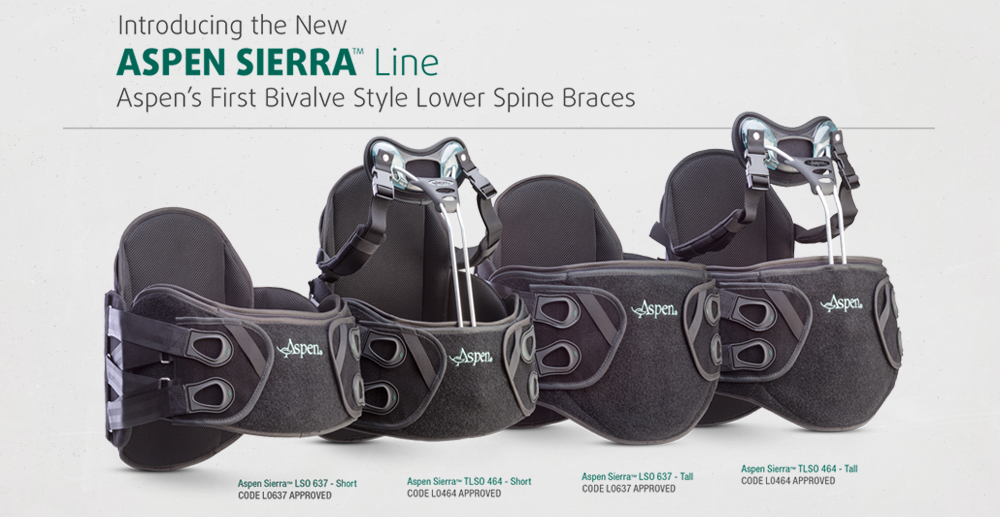 Introducing the New
ASPEN SIERRA™ Line
Aspen's First Bivalve Style Lower Spine Braces
Aspen®
Aspen®
Aspen®
Aspen®
Aspen Sierra™ LSO 637 - Short
CODE L0637 APPROVED
Aspen Sierra™ TLSO 464 - Short
CODE L0464 APPROVED
Aspen Sierra™ LSO 637 - Tall
CODE L0637 APPROVED
Aspen Sierra™ TLSO 464 - Tall
CODE L0464 APPROVED